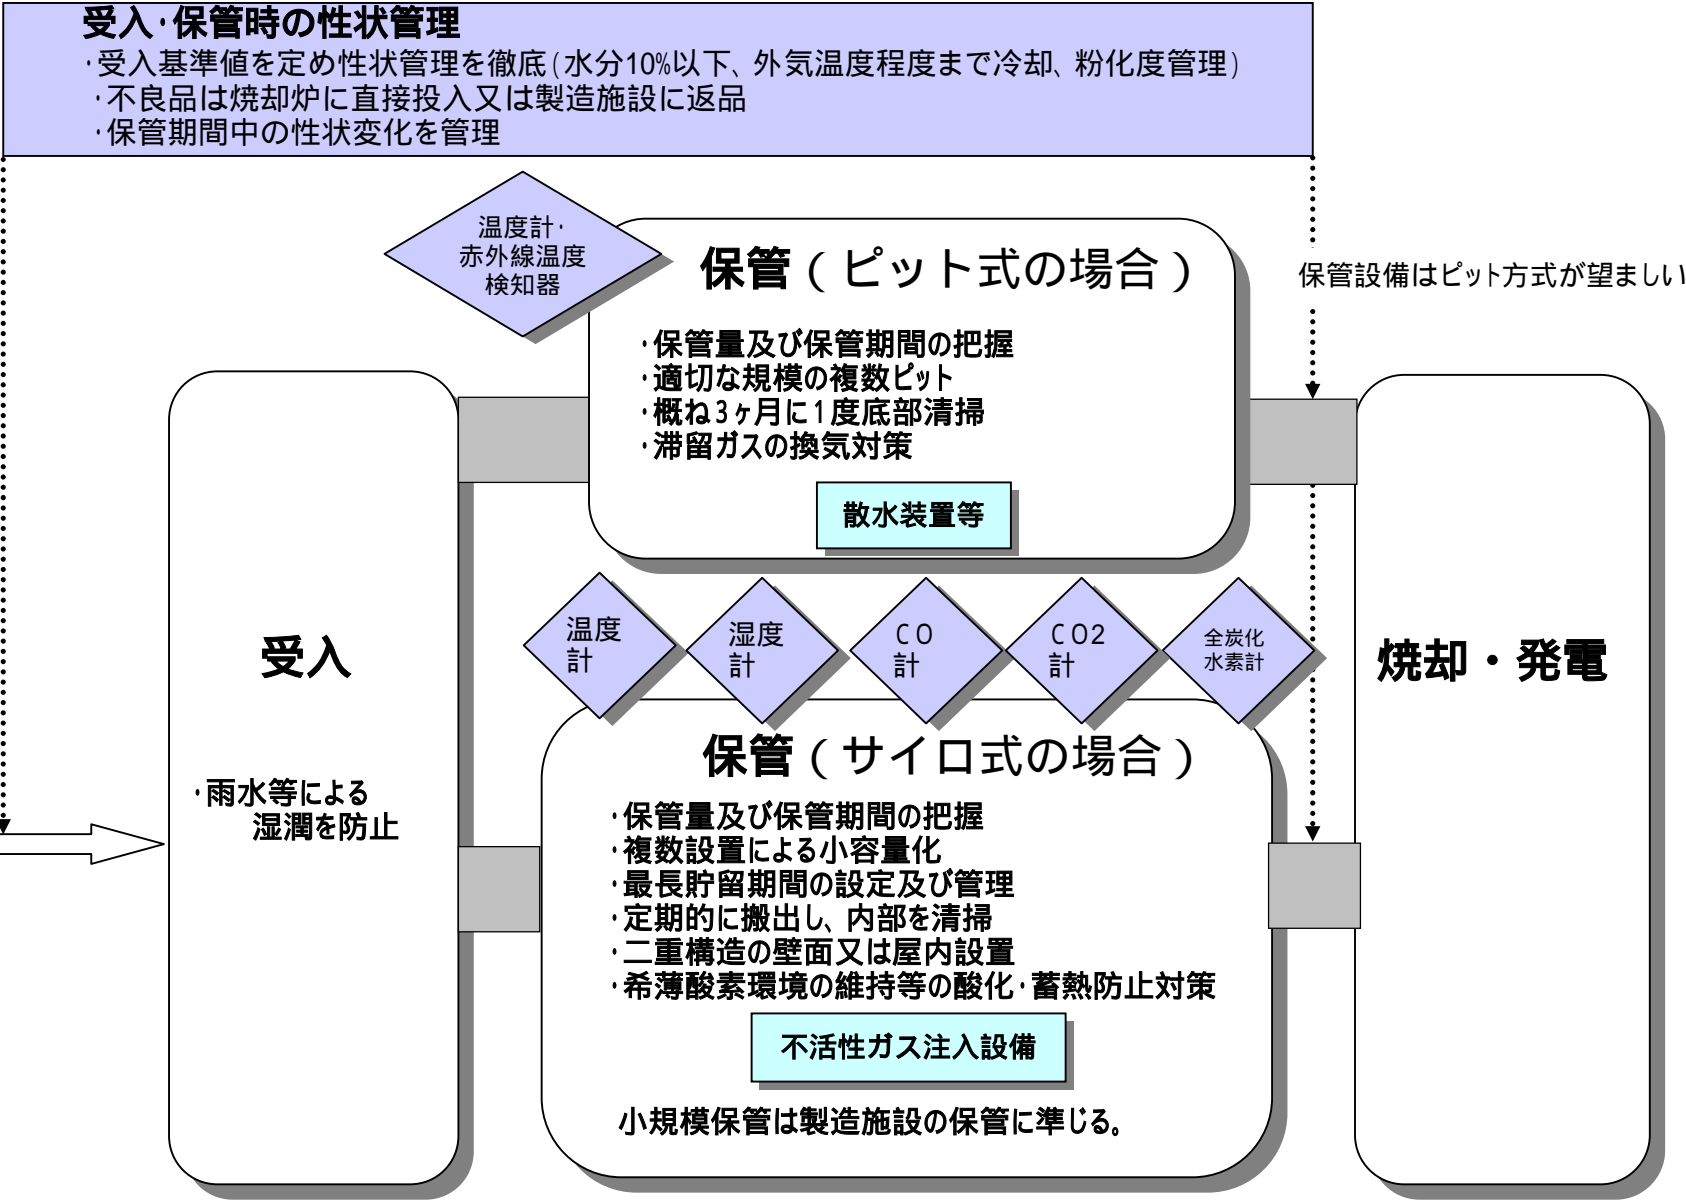 受入・保管時の性状管理
・受入基準値を定め性状管理を徹底(水分10%以下、外気温度程度まで冷却、粉化度管理)
・不良品は焼却炉に直接投入又は製造施設に返品
・保管期間中の性状変化を管理
温度計・
赤外線温度
検知器
保管（ピット式の場合）
保管設備はピット方式が望ましい
・保管量及び保管期間の把握
・適切な規模の複数ピット
・概ね3ヶ月に1度底部清掃
・滞留ガスの換気対策
散水装置等
温度
計
湿度
計
CO
計
CO2
計
全炭化
水素計
受入
・雨水等による
湿潤を防止
焼却・発電
保管（サイロ式の場合）
・保管量及び保管期間の把握
・複数設置による小容量化
・最長貯留期間の設定及び管理
・定期的に搬出し、内部を清掃
・二重構造の壁面又は屋内設置
・希薄酸素環境の維持等の酸化・蓄熱防止対策
不活性ガス注入設備
小規模保管は製造施設の保管に準じる。